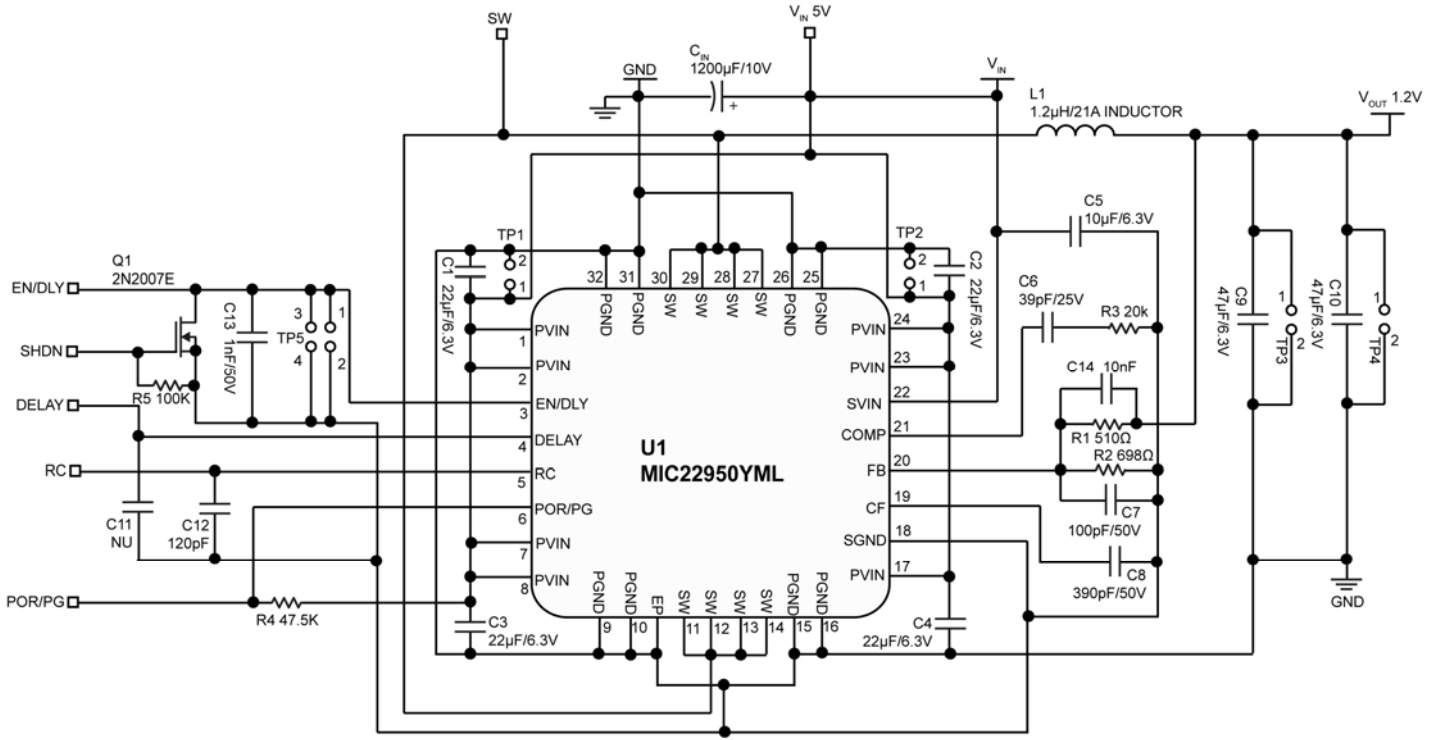 SW
V_IN 5V
C_IN
1200µF/10V
+
GND
V_IN
L1
1.2µH/21A INDUCTOR
V_OUT 1.2V
C5
10µF/6.3V
TP1
2
1
TP2
2
1
C1
22µF/6.3V
C2
22µF/6.3V
32
31
30
29
28
27
26
25
PGND
PGND
SW
SW
SW
SW
PGND
PGND
Q1
2N2007E
EN/DLY
SHDN
R5 100K
DELAY
RC
POR/PG
C13
1nF/50V
3
1
TP5
4
2
C11
NU
C12
120pF
R4 47.5K
C3
22µF/6.3V
PVIN
1
PVIN
2
EN/DLY
3
DELAY
4
RC
5
POR/PG
6
PVIN
7
PVIN
8
U1
MIC22950YML
PVIN
24
PVIN
23
SVIN
22
COMP
21
FB
20
CF
19
SGND
18
PVIN
17
PGND
PGND
EP
SW
SW
SW
SW
PGND
PGND
9
10
11
12
13
14
15
16
C4
22µF/6.3V
C6
39pF/25V
R3 20k
C14 10nF
R1 510Ω
R2 698Ω
C7
100pF/50V
C8
390pF/50V
C9
47µF/6.3V
1
2
TP3
C10
47µF/6.3V
1
2
TP4
GND